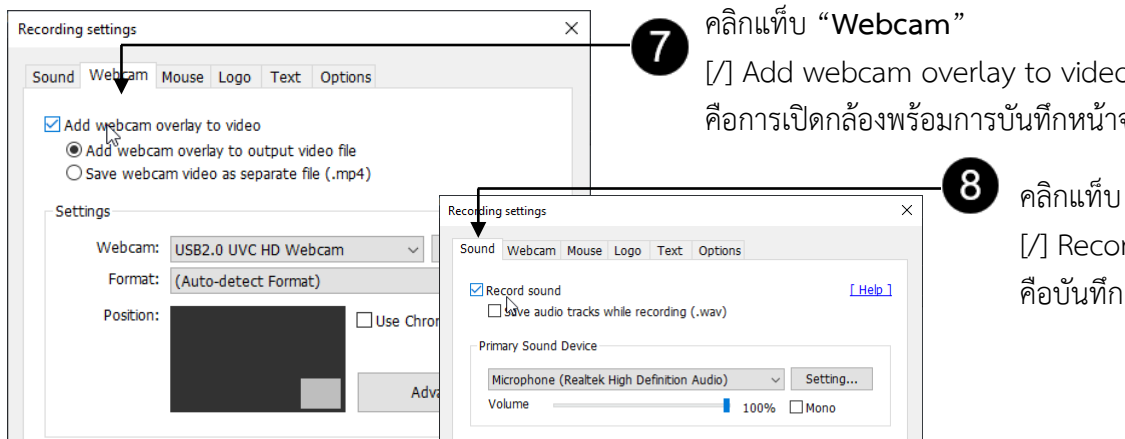 Recording settings
Sound Webcam Mouse Logo Text Options
Add webcam overlay to video
Add webcam overlay to output video file
Save webcam video as separate file (.mp4)
Settings
Webcam: USB2.0 UVC HD Webcam
Format: (Auto-detect Format)
Position:
Use Chro
Adva
7
คลิกแท็บ “Webcam”
[/] Add webcam overlay to video
คือการเปิดกล้องพร้อมการบันทึกหน้าจ
8
คลิกแท็บ
[/] Recor
คือบันทึก
Recording settings
Sound Webcam Mouse Logo Text Options
Record sound [ Help ]
Save audio tracks while recording (.wav)
Primary Sound Device
Microphone (Realtek High Definition Audio) Setting...
Volume 100% Mono